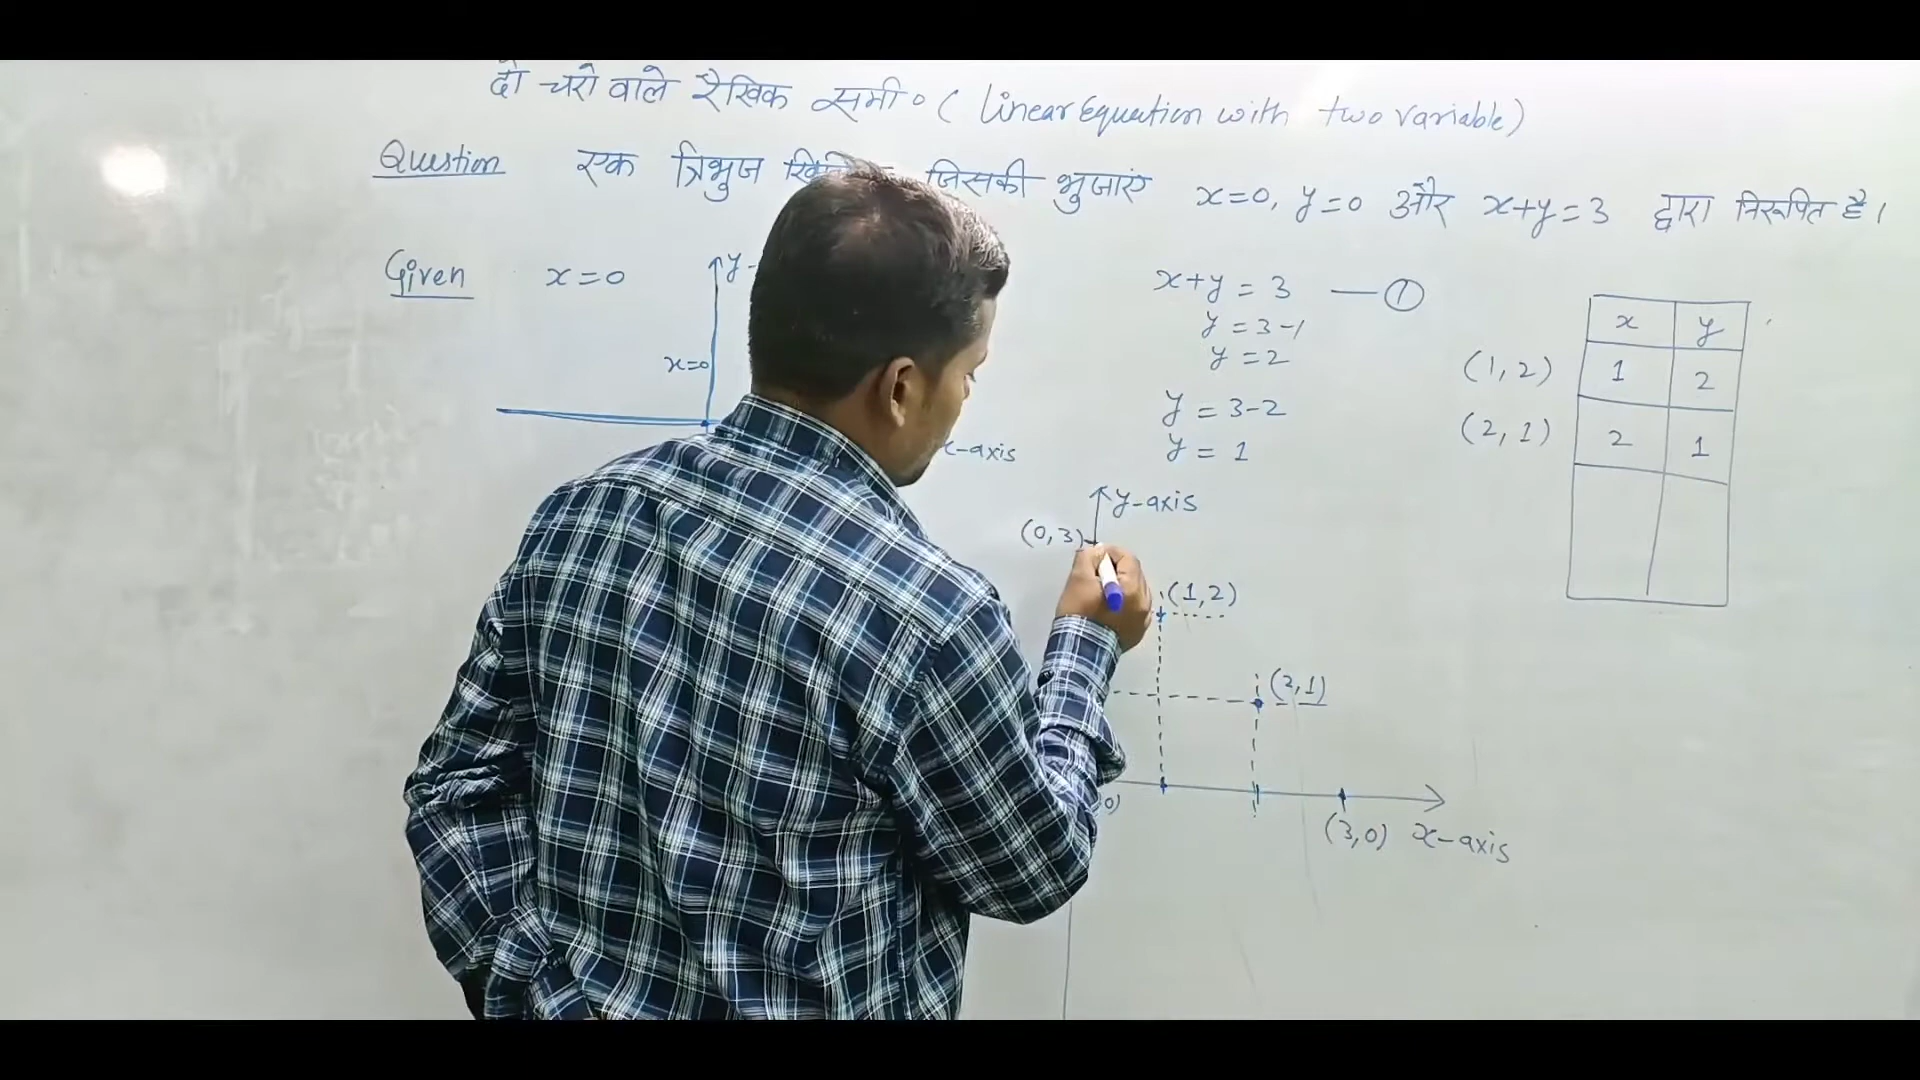 दो चरो वाले रैखिक समी० ( Linear Equation with two variable)
Question एक त्रिभुज जिसकी भुजाएं x=0, y=0 और x+y=3 द्वारा निरूपित है।
Given x=0
y-
x=0
x-axis
x+y = 3 — ①
y = 3-1
y = 2
y = 3-2
y = 1
x y
(1,2) 1 2
(2,1) 2 1
y-axis
(0,3)
(1,2)
(2,1)
0)
(3,0) x-axis